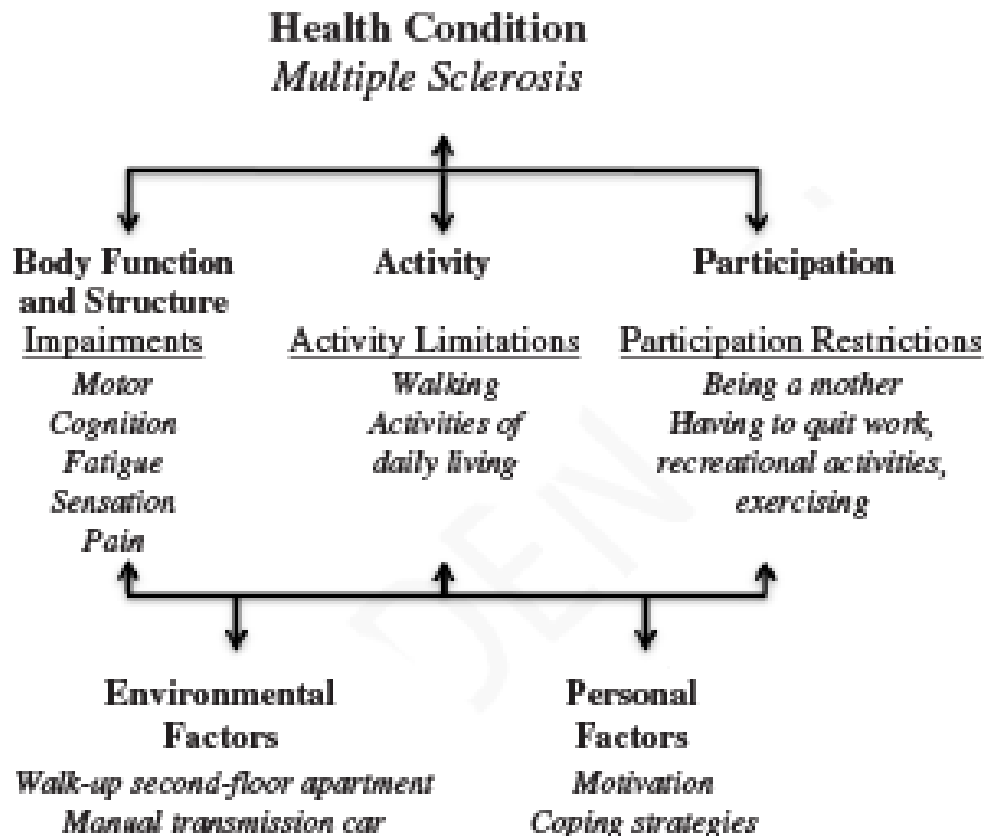 Health Condition
Multiple Sclerosis
Body Function
and Structure
Impairments
Motor
Cognition
Fatigue
Sensation
Pain
Activity
Activity Limitations
Walking
Activities of
daily living
Participation
Participation Restrictions
Being a mother
Having to quit work,
recreational activities,
exercising
Environmental
Factors
Walk-up second-floor apartment
Manual transmission car
Personal
Factors
Motivation
Coping strategies